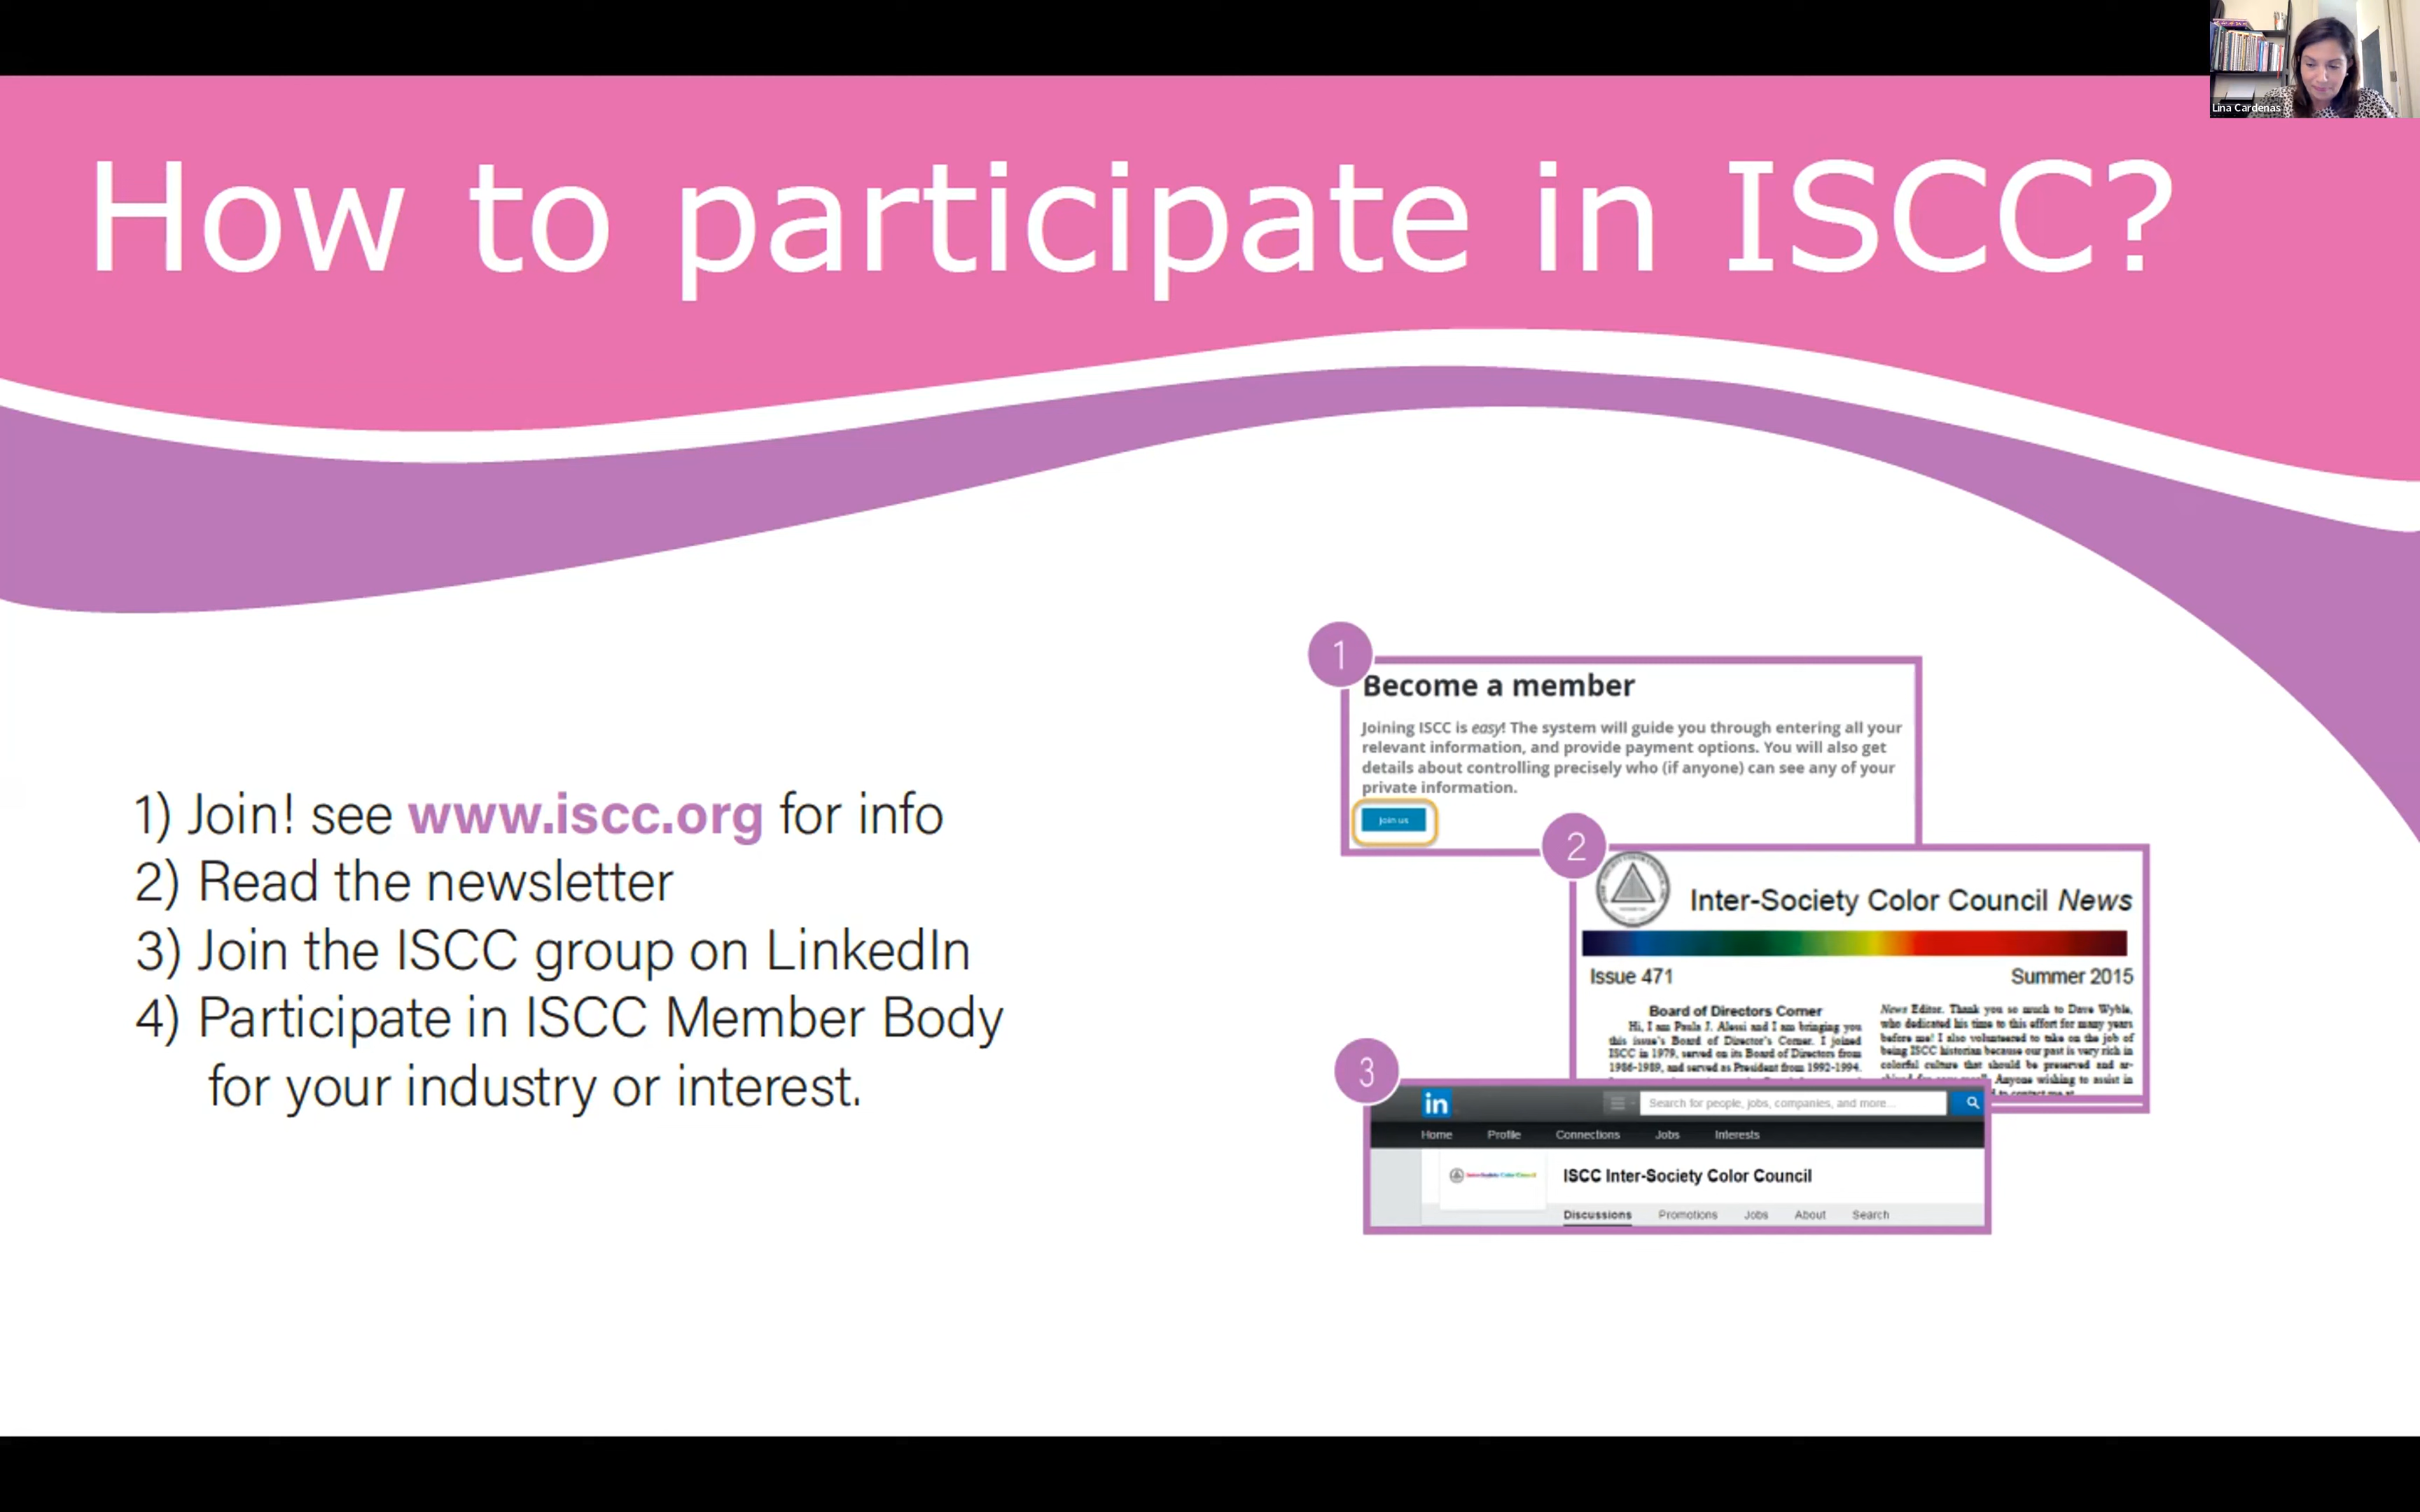 Lina Cardenas
How to participate in ISCC?
1) Join! see www.iscc.org for info
2) Read the newsletter
3) Join the ISCC group on LinkedIn
4) Participate in ISCC Member Body
for your industry or interest.
1
Become a member
Joining ISCC is easy! The system will guide you through entering all your
relevant information, and provide payment options. You will also get
details about controlling precisely who (if anyone) can see any of your
private information.
Join us
2
Inter-Society Color Council News
Issue 471
Summer 2015
Board of Directors Corner
Hi, I am Paula J. Alessi and I am bringing you
this issue's Board of Director's Corner. I joined
ISCC in 1979, served on its Board of Directors from
1986-1989, and served as President from 1992-1994.
News Editor. Thank you so much to Dave Wyble,
who dedicated his time to this effort for many years
before me! I also volunteered to take on the job of
being ISCC historian because our past is very rich in
colorful culture that should be preserved and ar-
Anyone wishing to assist in
3
in
Search for people, jobs, companies, and more...
Home Profile Connections Jobs Interests
Inter-Society Color Council
ISCC Inter-Society Color Council
Discussions Promotions Jobs About Search